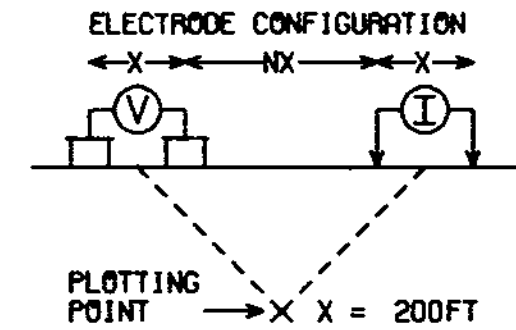 ELECTRODE CONFIGURATION
X NX X
V I
PLOTTING
POINT X X = 200FT